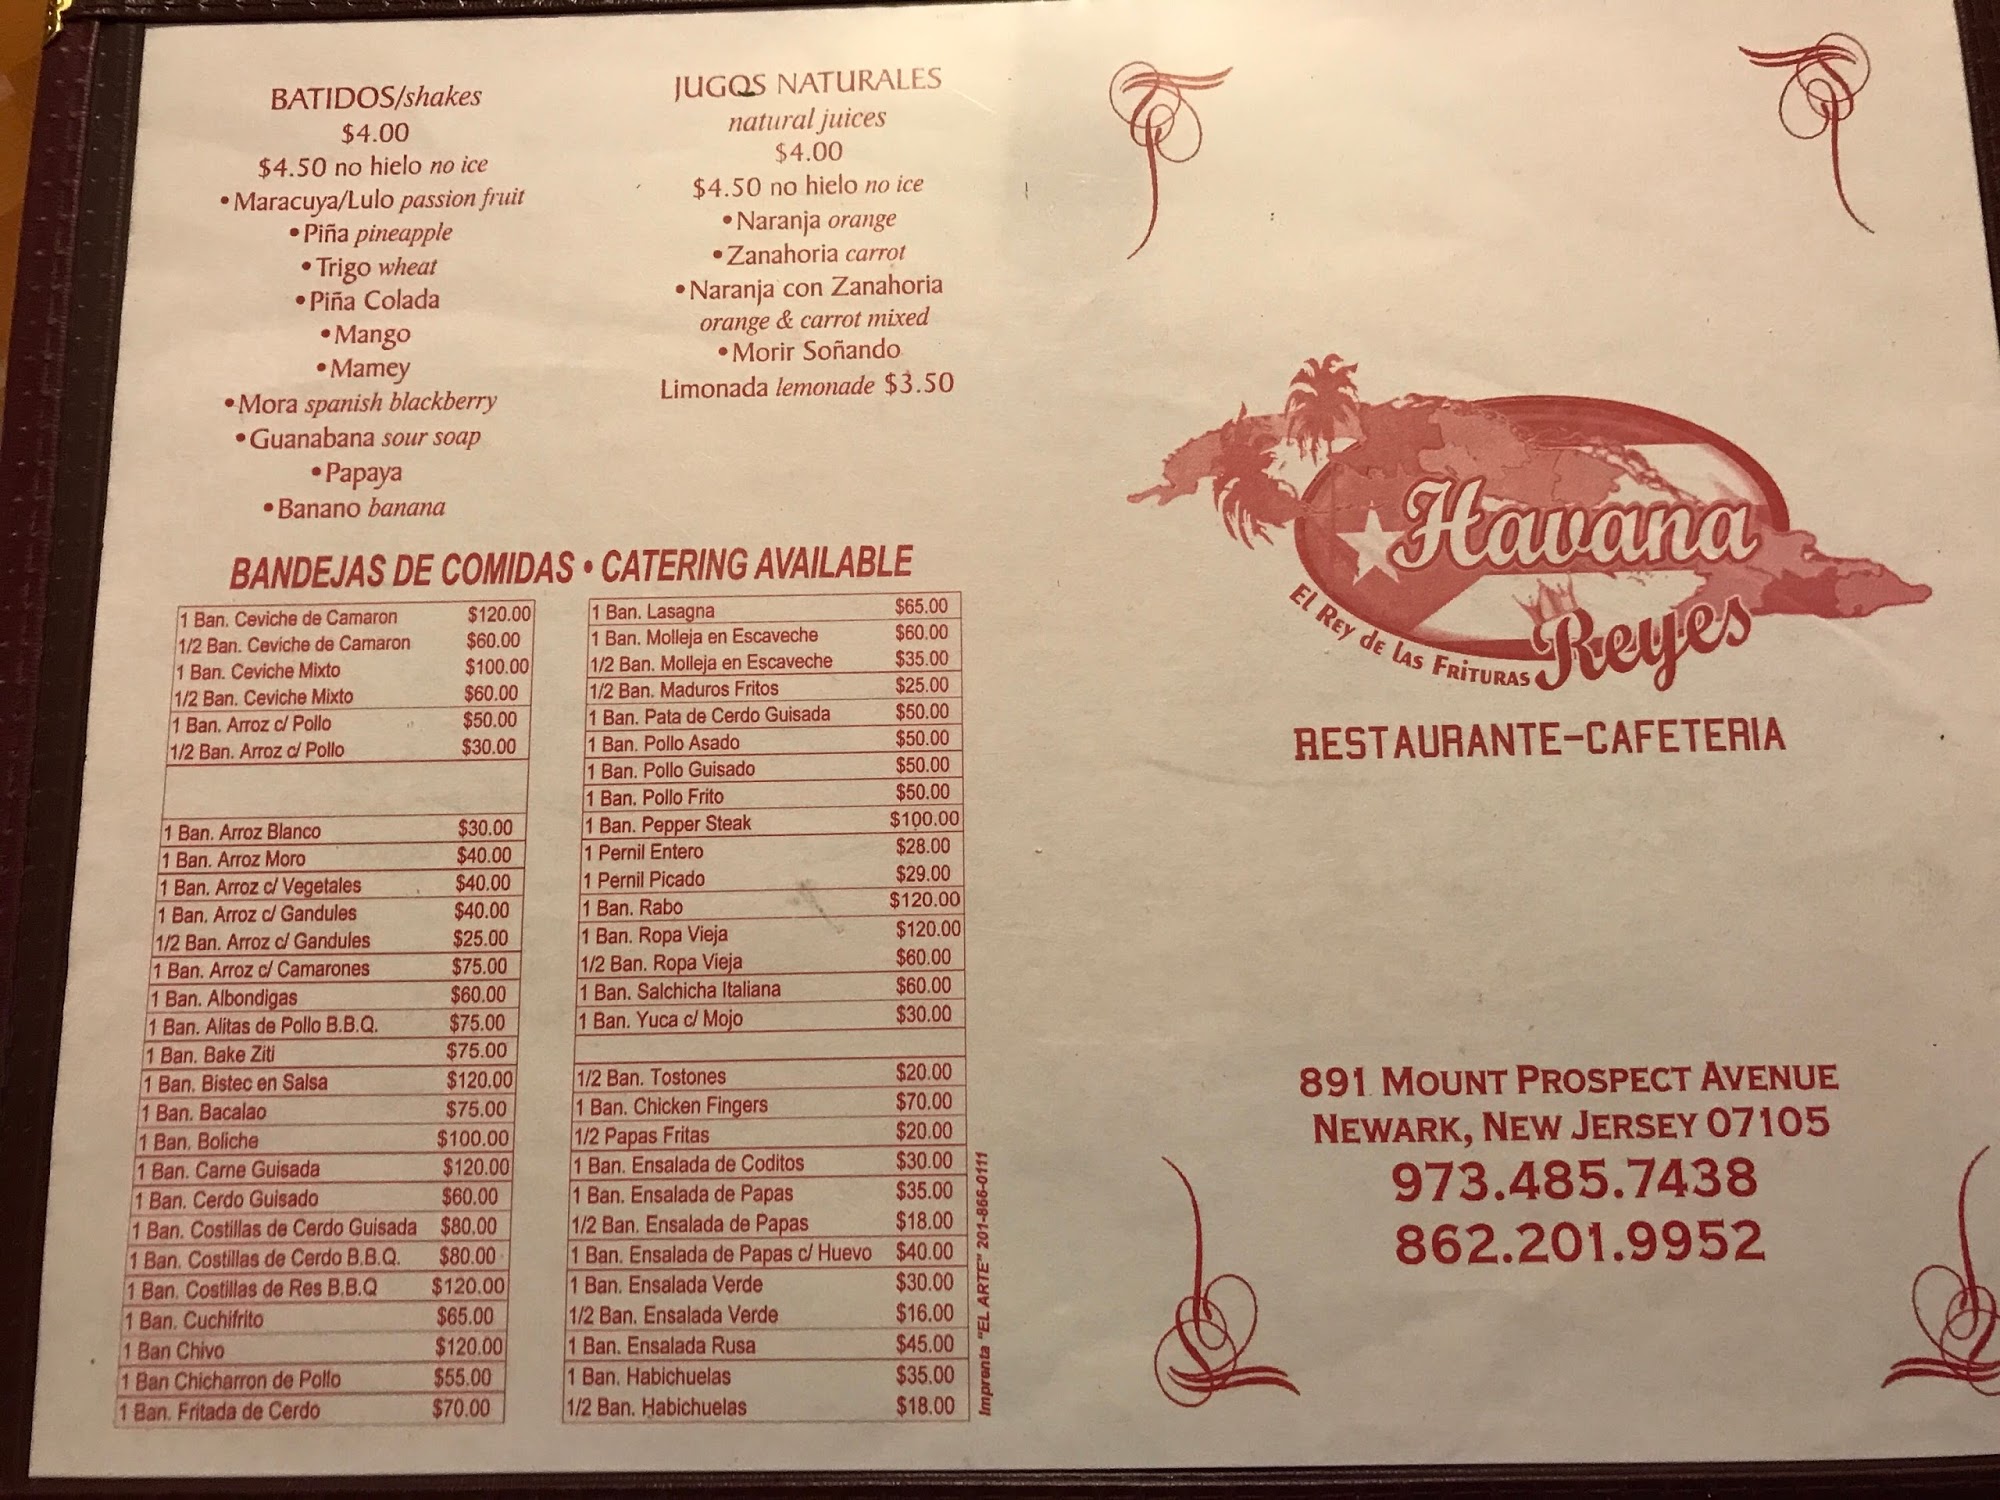 BATIDOS/shakes
$4.00
$4.50 no hielo no ice
•Maracuya/Lulo passion fruit
•Piña pineapple
•Trigo wheat
•Piña Colada
•Mango
•Mamey
•Mora spanish blackberry
•Guanabana sour soap
•Papaya
•Banano banana
JUGOS NATURALES
natural juices
$4.00
$4.50 no hielo no ice
•Naranja orange
•Zanahoria carrot
•Naranja con Zanahoria
orange & carrot mixed
•Morir Soñando
Limonada lemonade $3.50
BANDEJAS DE COMIDAS • CATERING AVAILABLE
1 Ban. Ceviche de Camaron $120.00
1/2 Ban. Ceviche de Camaron $60.00
1 Ban. Ceviche Mixto $100.00
1/2 Ban. Ceviche Mixto $60.00
1 Ban. Arroz c/ Pollo $50.00
1/2 Ban. Arroz c/ Pollo $30.00
1 Ban. Arroz Blanco $30.00
1 Ban. Arroz Moro $40.00
1 Ban. Arroz c/ Vegetales $40.00
1 Ban. Arroz c/ Gandules $40.00
1/2 Ban. Arroz c/ Gandules $25.00
1 Ban. Arroz c/ Camarones $75.00
1 Ban. Albondigas $60.00
1 Ban. Alitas de Pollo B.B.Q. $75.00
1 Ban. Bake Ziti $75.00
1 Ban. Bistec en Salsa $120.00
1 Ban. Bacalao $75.00
1 Ban. Boliche $100.00
1 Ban. Carne Guisada $120.00
1 Ban. Cerdo Guisado $60.00
1 Ban. Costillas de Cerdo Guisada $80.00
1 Ban. Costillas de Cerdo B.B.Q. $80.00
1 Ban. Costillas de Res B.B.Q $120.00
1 Ban. Cuchifrito $65.00
1 Ban Chivo $120.00
1 Ban Chicharron de Pollo $55.00
1 Ban. Fritada de Cerdo $70.00
1 Ban. Lasagna $65.00
1 Ban. Molleja en Escaveche $60.00
1/2 Ban. Molleja en Escaveche $35.00
1/2 Ban. Maduros Fritos $25.00
1 Ban. Pata de Cerdo Guisada $50.00
1 Ban. Pollo Asado $50.00
1 Ban. Pollo Guisado $50.00
1 Ban. Pollo Frito $50.00
1 Ban. Pepper Steak $100.00
1 Pernil Entero $28.00
1 Pernil Picado $29.00
1 Ban. Rabo $120.00
1 Ban. Ropa Vieja $120.00
1/2 Ban. Ropa Vieja $60.00
1 Ban. Salchicha Italiana $60.00
1 Ban. Yuca c/ Mojo $30.00
1/2 Ban. Tostones $20.00
1 Ban. Chicken Fingers $70.00
1/2 Papas Fritas $20.00
1 Ban. Ensalada de Coditos $30.00
1 Ban. Ensalada de Papas $35.00
1/2 Ban. Ensalada de Papas $18.00
1 Ban. Ensalada de Papas c/ Huevo $40.00
1 Ban. Ensalada Verde $30.00
1/2 Ban. Ensalada Verde $16.00
1 Ban. Ensalada Rusa $45.00
1 Ban. Habichuelas $35.00
1/2 Ban. Habichuelas $18.00
Imprenta "EL ARTE" 201-866-0111
Havana
Reyes
El Rey de las Frituras
RESTAURANTE-CAFETERIA
891 MOUNT PROSPECT AVENUE
NEWARK, NEW JERSEY 07105
973.485.7438
862.201.9952